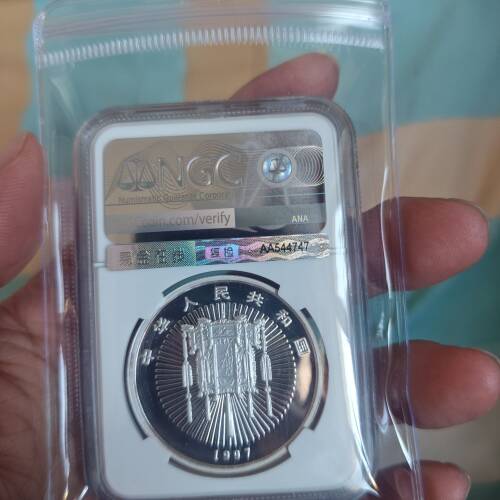 NGC
Numismatic Guaranty Corporation
NGCcoin.com/verify
ANA
AA544747
中华人民共和国
1997